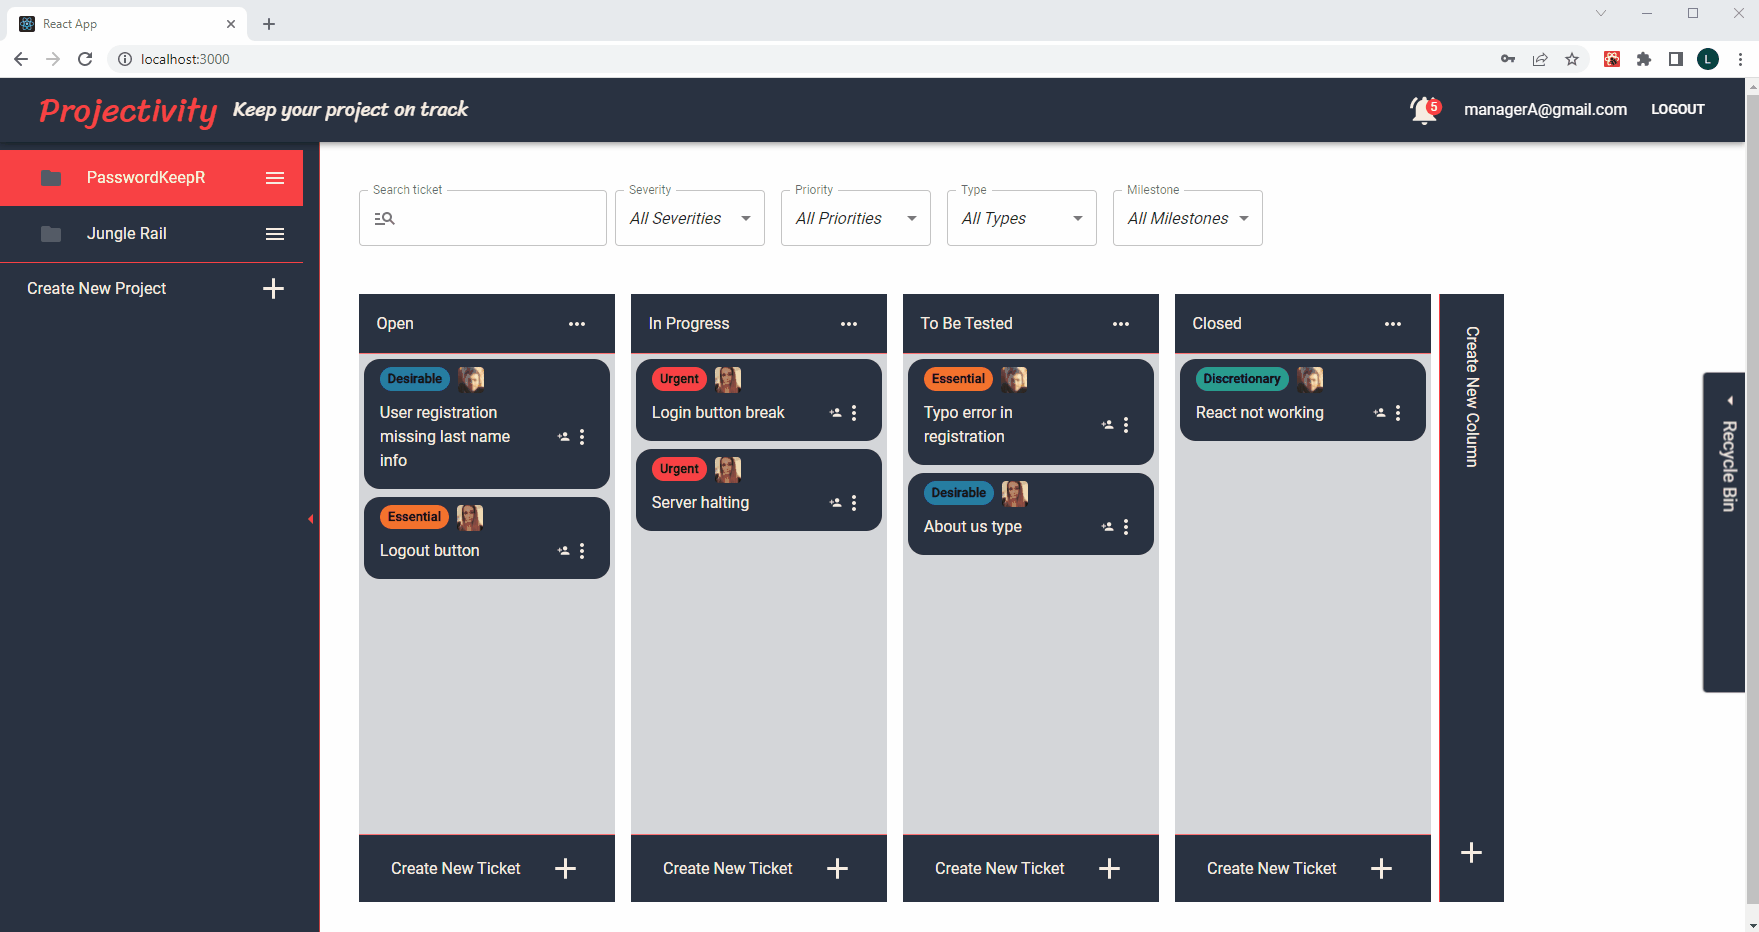 React App
localhost:3000
L
Projectivity
Keep your project on track
5
managerA@gmail.com
LOGOUT
PasswordKeepR
Jungle Rail
Create New Project
Search ticket
Severity
All Severities
Priority
All Priorities
Type
All Types
Milestone
All Milestones
Open
Desirable
User registration
missing last name
info
Essential
Logout button
Create New Ticket
In Progress
Urgent
Login button break
Urgent
Server halting
Create New Ticket
To Be Tested
Essential
Typo error in
registration
Desirable
About us type
Create New Ticket
Closed
Discretionary
React not working
Create New Ticket
Create New Column
Recycle Bin